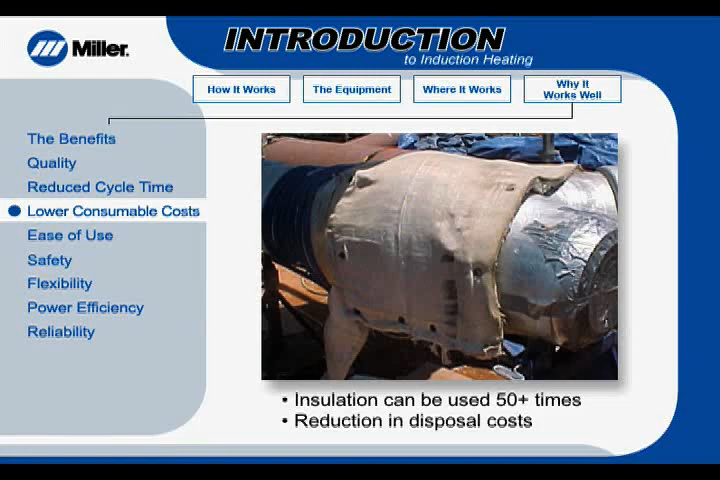 Miller.
INTRODUCTION
to Induction Heating
How It Works
The Equipment
Where It Works
Why It
Works Well
The Benefits
Quality
Reduced Cycle Time
Lower Consumable Costs
Ease of Use
Safety
Flexibility
Power Efficiency
Reliability
• Insulation can be used 50+ times
• Reduction in disposal costs